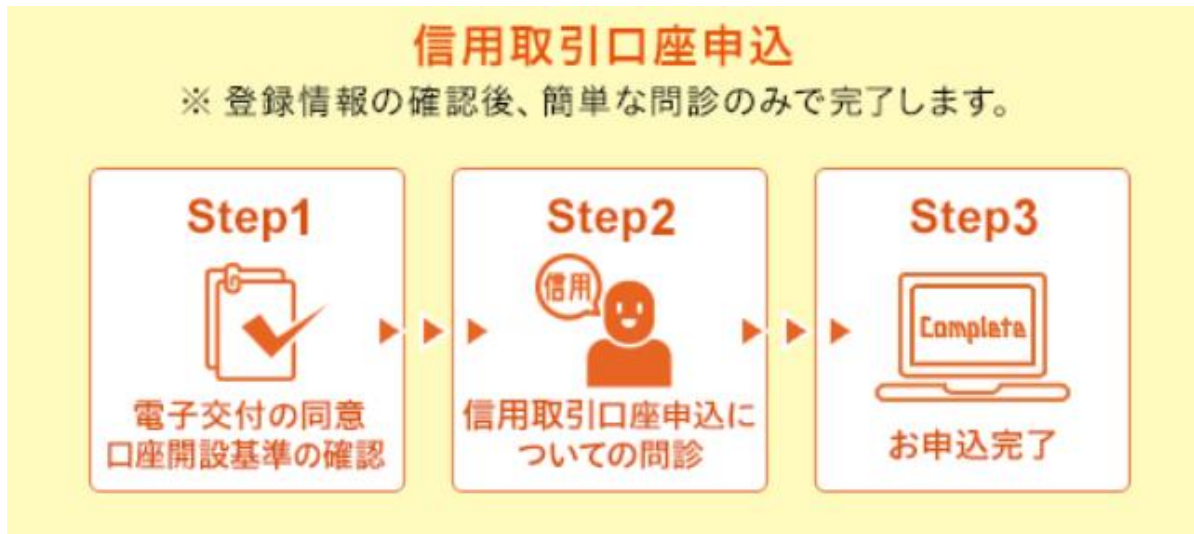 信用取引口座申込
※ 登録情報の確認後、簡単な問診のみで完了します。
Step1
電子交付の同意
口座開設基準の確認
Step2
信用
信用取引口座申込に
ついての問診
Step3
Complete
お申込完了